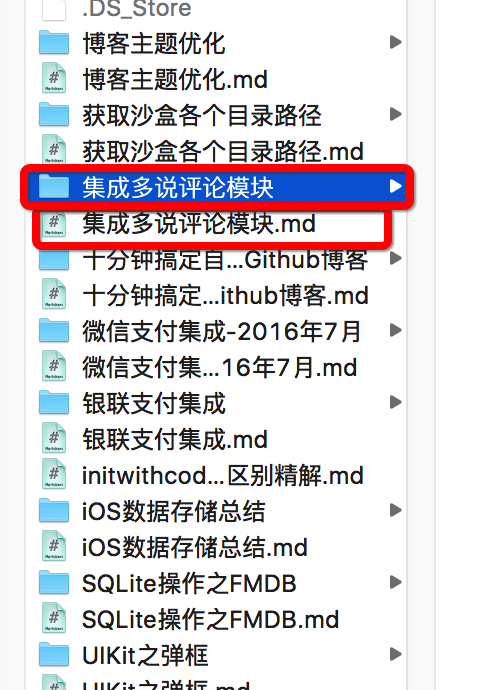 .DS_Store
博客主题优化
博客主题优化.md
获取沙盒各个目录路径
获取沙盒各个目录路径.md
集成多说评论模块
集成多说评论模块.md
十分钟搞定自...Github博客
十分钟搞定...ithub博客.md
微信支付集成-2016年7月
微信支付集...16年7月.md
银联支付集成
银联支付集成.md
initwithcod...区别精解.md
iOS数据存储总结
iOS数据存储总结.md
SQLite操作之FMDB
SQLite操作之FMDB.md
UIKit之弹框
UIKit之弹框.md